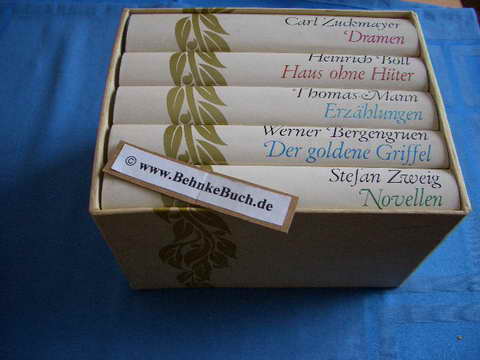 Carl Zuckmayer
Dramen
Heinrich Böll
Haus ohne Hüter
Thomas Mann
Erzählungen
Werner Bergengruen
Der goldene Griffel
© www.BehnkeBuch.de
Stefan Zweig
Novellen